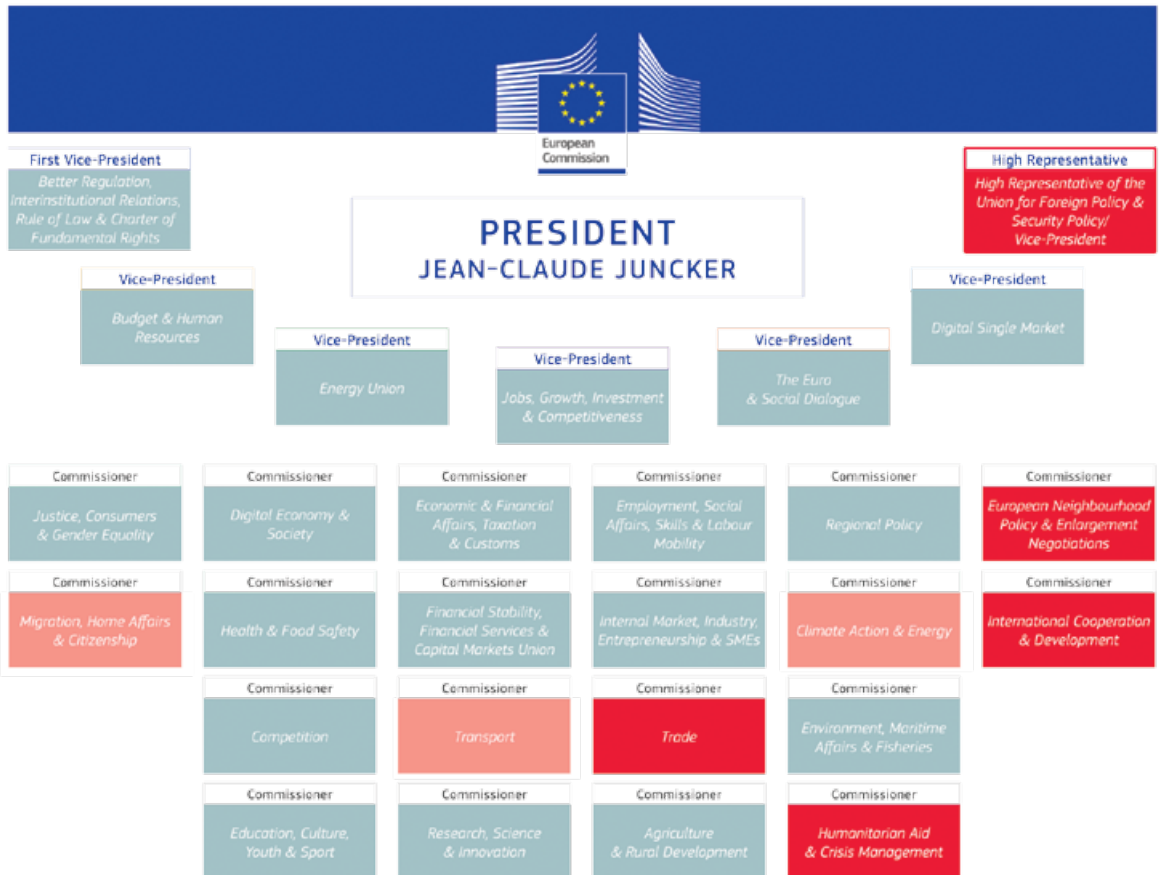 European
Commission
First Vice-President
Better Regulation,
Interinstitutional Relations,
Rule of Law & Charter of
Fundamental Rights
High Representative
High Representative of the
Union for Foreign Policy &
Security Policy/
Vice-President
PRESIDENT
JEAN-CLAUDE JUNCKER
Vice-President
Budget & Human
Resources
Vice-President
Energy Union
Vice-President
Jobs, Growth, Investment
& Competitiveness
Vice-President
The Euro
& Social Dialogue
Vice-President
Digital Single Market
Commissioner
Justice, Consumers
& Gender Equality
Commissioner
Digital Economy &
Society
Commissioner
Economic & Financial
Affairs, Taxation
& Customs
Commissioner
Employment, Social
Affairs, Skills & Labour
Mobility
Commissioner
Regional Policy
Commissioner
European Neighbourhood
Policy & Enlargement
Negotiations
Commissioner
Migration, Home Affairs
& Citizenship
Commissioner
Health & Food Safety
Commissioner
Financial Stability,
Financial Services &
Capital Markets Union
Commissioner
Internal Market, Industry,
Entrepreneurship & SMEs
Commissioner
Climate Action & Energy
Commissioner
International Cooperation
& Development
Commissioner
Competition
Commissioner
Transport
Commissioner
Trade
Commissioner
Environment, Maritime
Affairs & Fisheries
Commissioner
Education, Culture,
Youth & Sport
Commissioner
Research, Science
& Innovation
Commissioner
Agriculture
& Rural Development
Commissioner
Humanitarian Aid
& Crisis Management